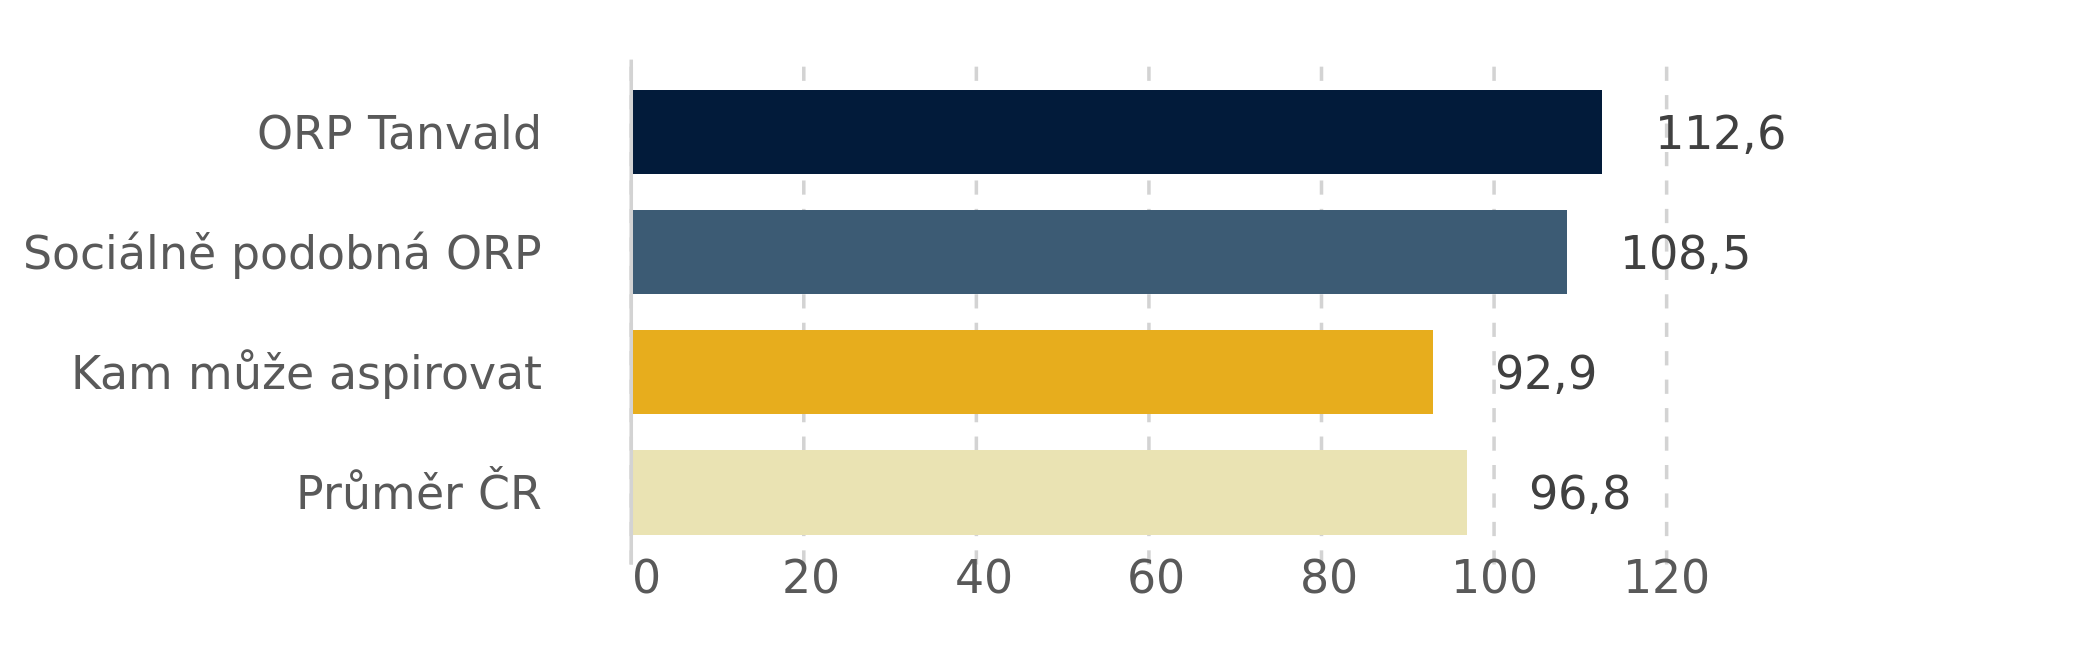 ORP Tanvald 112,6
Sociálně podobná ORP 108,5
Kam může aspirovat 92,9
Průměr ČR 96,8
0 20 40 60 80 100 120